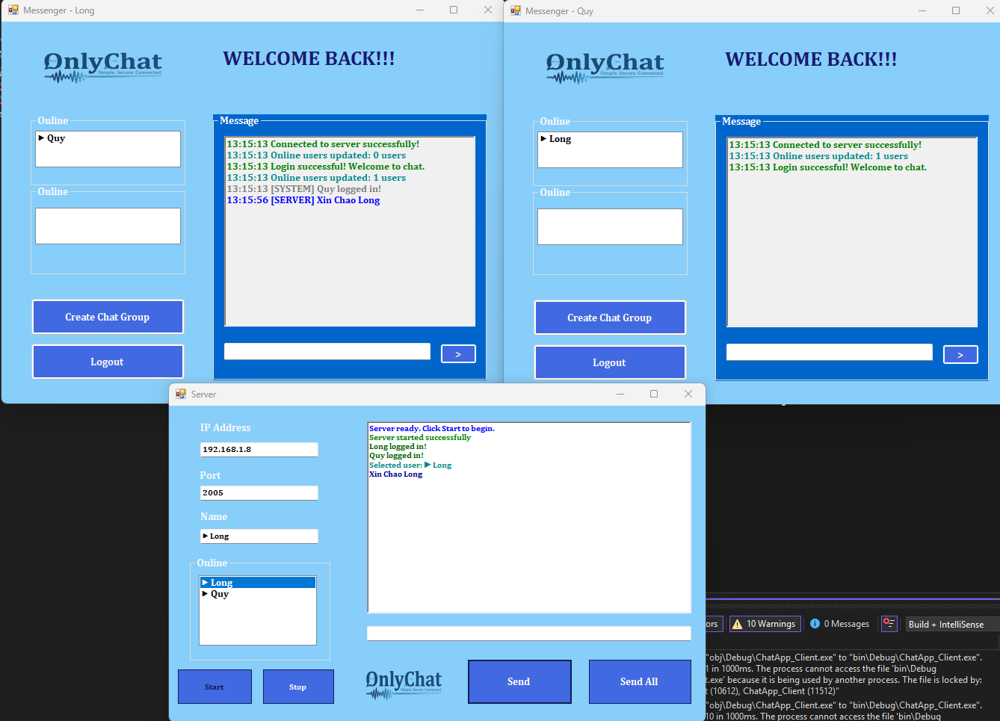 Messenger - Long
OnlyChat
Simple. Secure. Connected.
WELCOME BACK!!!
Online
► Quy
Online
Create Chat Group
Logout
Message
13:15:13 Connected to server successfully!
13:15:13 Online users updated: 0 users
13:15:13 Login successful! Welcome to chat.
13:15:13 Online users updated: 1 users
13:15:13 [SYSTEM] Quy logged in!
13:15:56 [SERVER] Xin Chao Long
>
Messenger - Quy
OnlyChat
Simple. Secure. Connected.
WELCOME BACK!!!
Online
► Long
Online
Create Chat Group
Logout
Message
13:15:13 Connected to server successfully!
13:15:13 Online users updated: 1 users
13:15:13 Login successful! Welcome to chat.
>
Server
IP Address
192.168.1.8
Port
2005
Name
► Long
Online
► Long
► Quy
Start
Stop
Server ready. Click Start to begin.
Server started successfully
Long logged in!
Quy logged in!
Selected user: ► Long
Xin Chao Long
OnlyChat
Send
Send All
ors
10 Warnings
0 Messages
Build + IntelliSense
"obj\Debug\ChatApp_Client.exe" to "bin\Debug\ChatApp_Client.exe".
1 in 1000ms. The process cannot access the file 'bin\Debug
t.exe' because it is being used by another process. The file is locked by:
t (10612), ChatApp_Client (11512)"
"obj\Debug\ChatApp_Client.exe" to "bin\Debug\ChatApp_Client.exe".
10 in 1000ms. The process cannot access the file 'bin\Debug